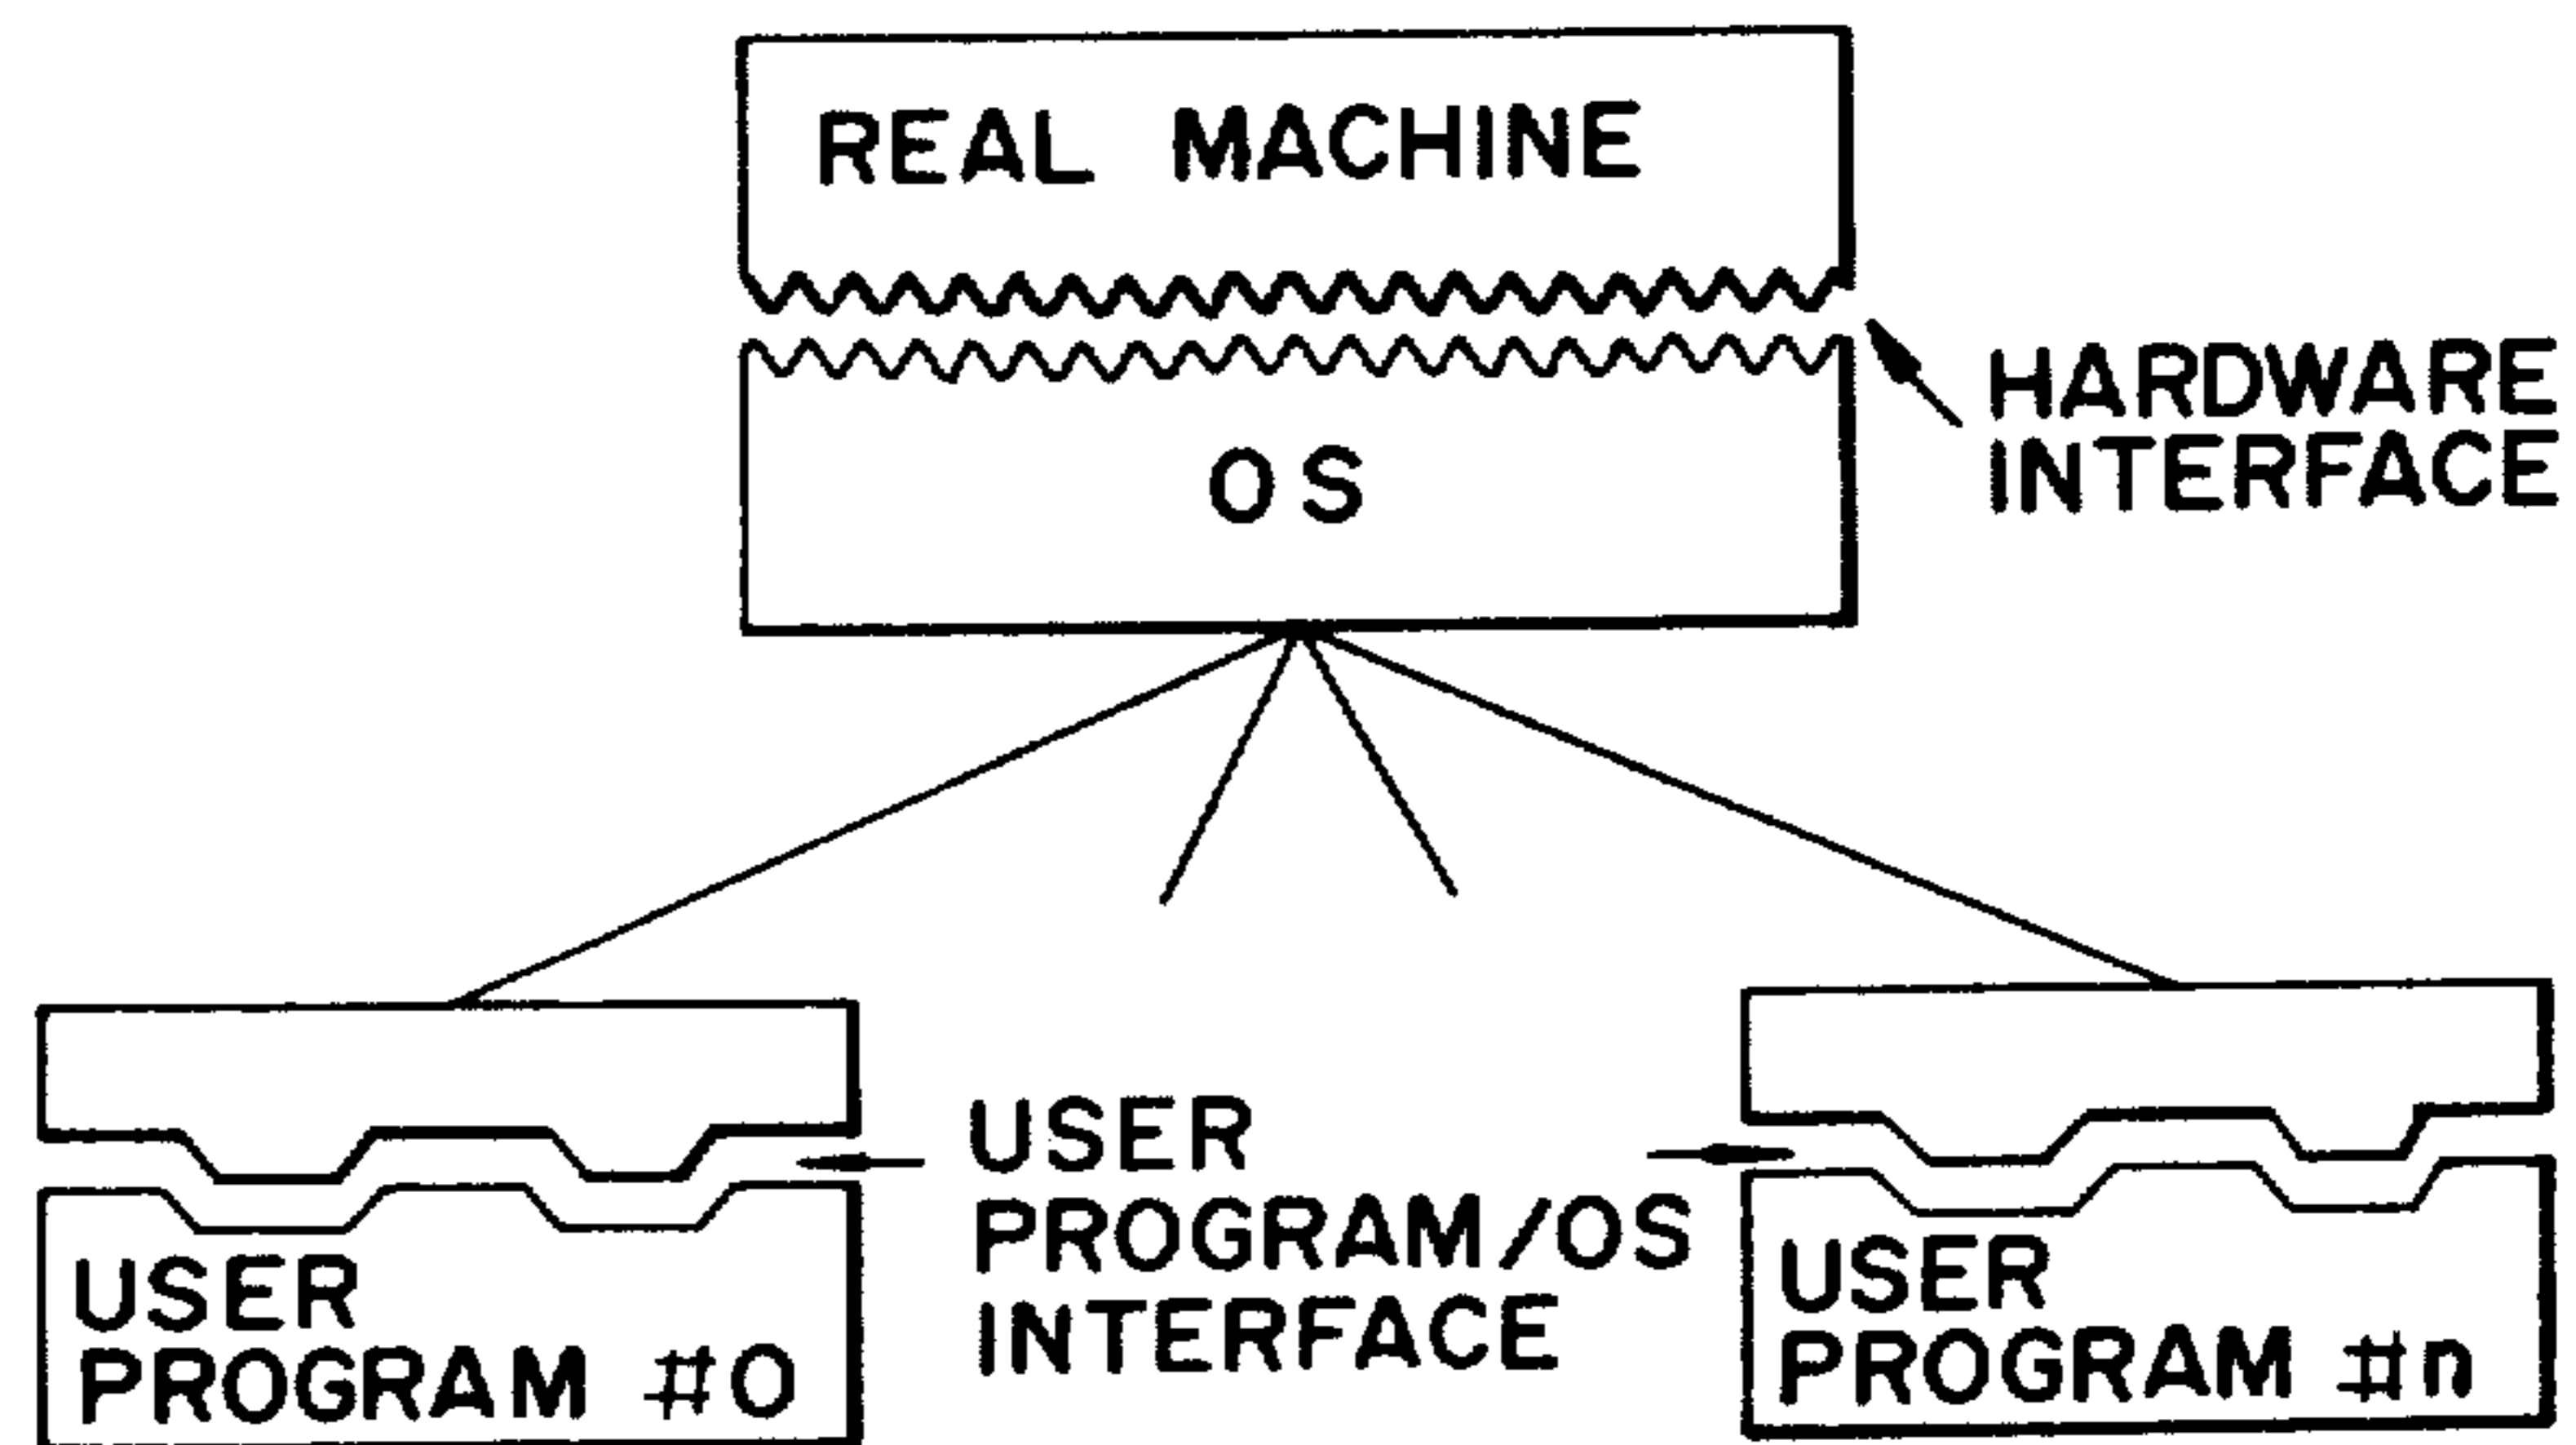 REAL MACHINE
OS
HARDWARE
INTERFACE
USER
PROGRAM/OS
INTERFACE
USER
PROGRAM #0
USER
PROGRAM #n